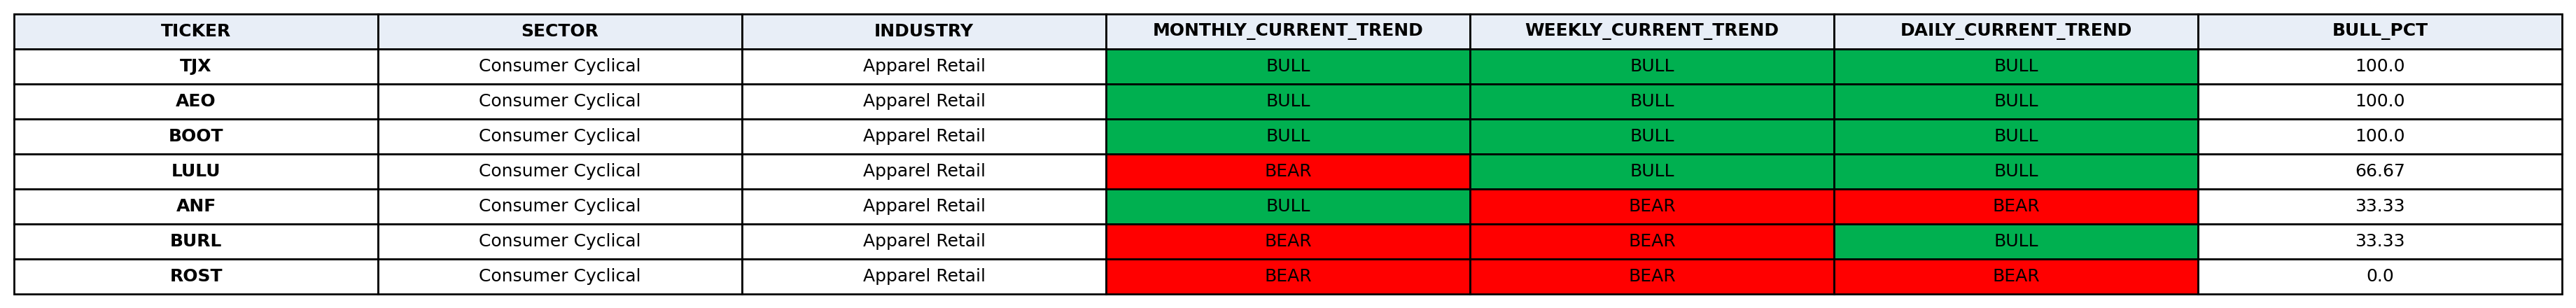 TICKER SECTOR INDUSTRY MONTHLY_CURRENT_TREND WEEKLY_CURRENT_TREND DAILY_CURRENT_TREND BULL_PCT
TJX Consumer Cyclical Apparel Retail BULL BULL BULL 100.0
AEO Consumer Cyclical Apparel Retail BULL BULL BULL 100.0
BOOT Consumer Cyclical Apparel Retail BULL BULL BULL 100.0
LULU Consumer Cyclical Apparel Retail BEAR BULL BULL 66.67
ANF Consumer Cyclical Apparel Retail BULL BEAR BEAR 33.33
BURL Consumer Cyclical Apparel Retail BEAR BEAR BULL 33.33
ROST Consumer Cyclical Apparel Retail BEAR BEAR BEAR 0.0